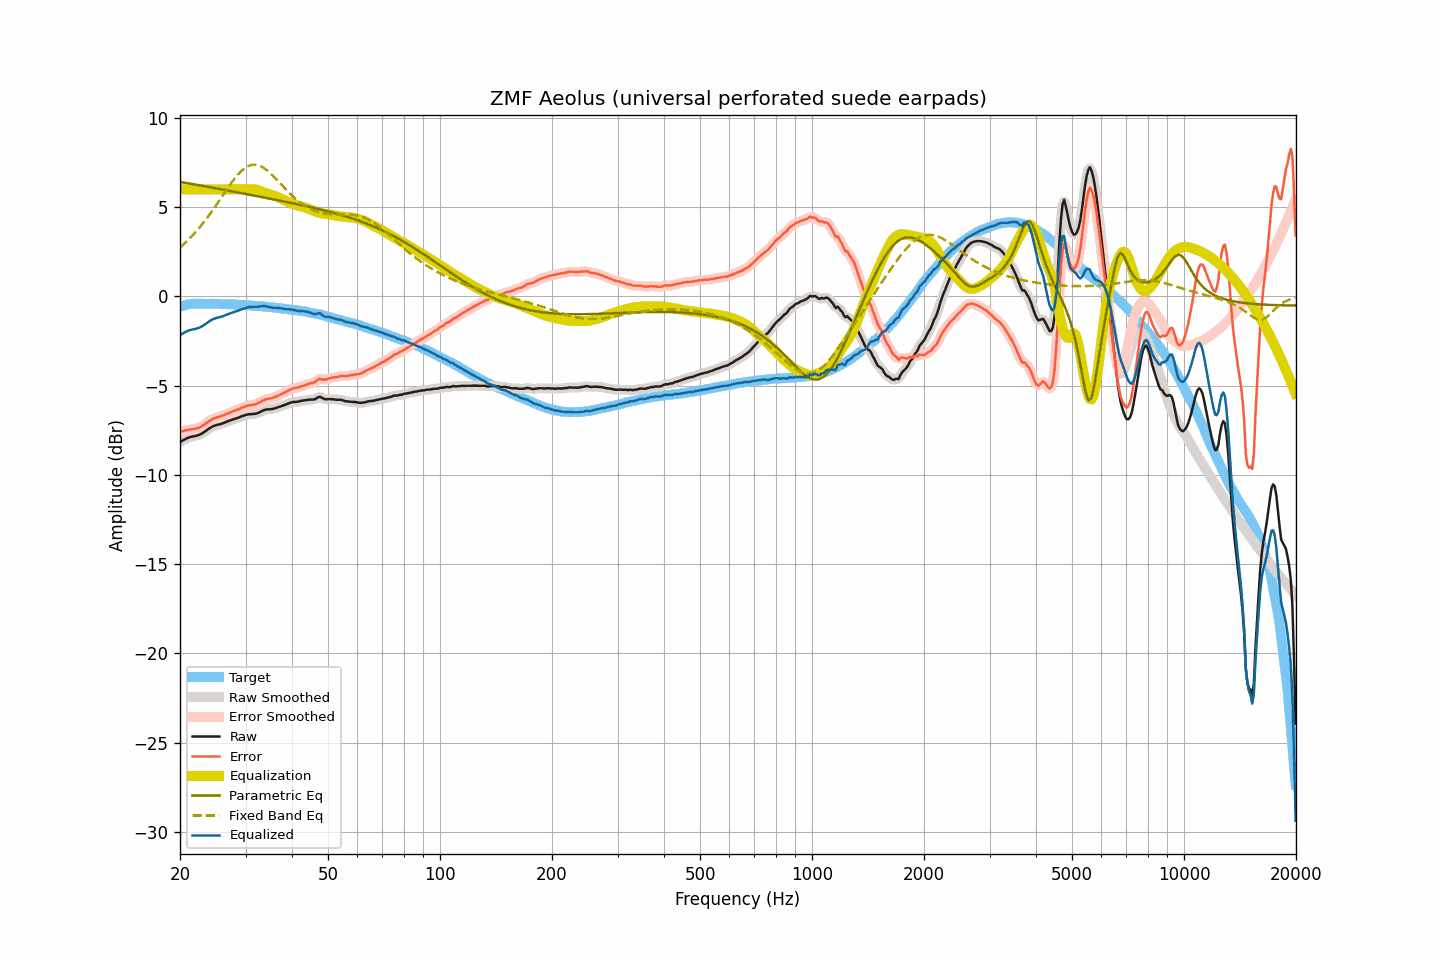 ZMF Aeolus (universal perforated suede earpads)
10
5
0
−5
−10
−15
−20
−25
−30
Amplitude (dBr)
Target
Raw Smoothed
Error Smoothed
Raw
Error
Equalization
Parametric Eq
Fixed Band Eq
Equalized
20
50
100
200
500
1000
2000
5000
10000
20000
Frequency (Hz)